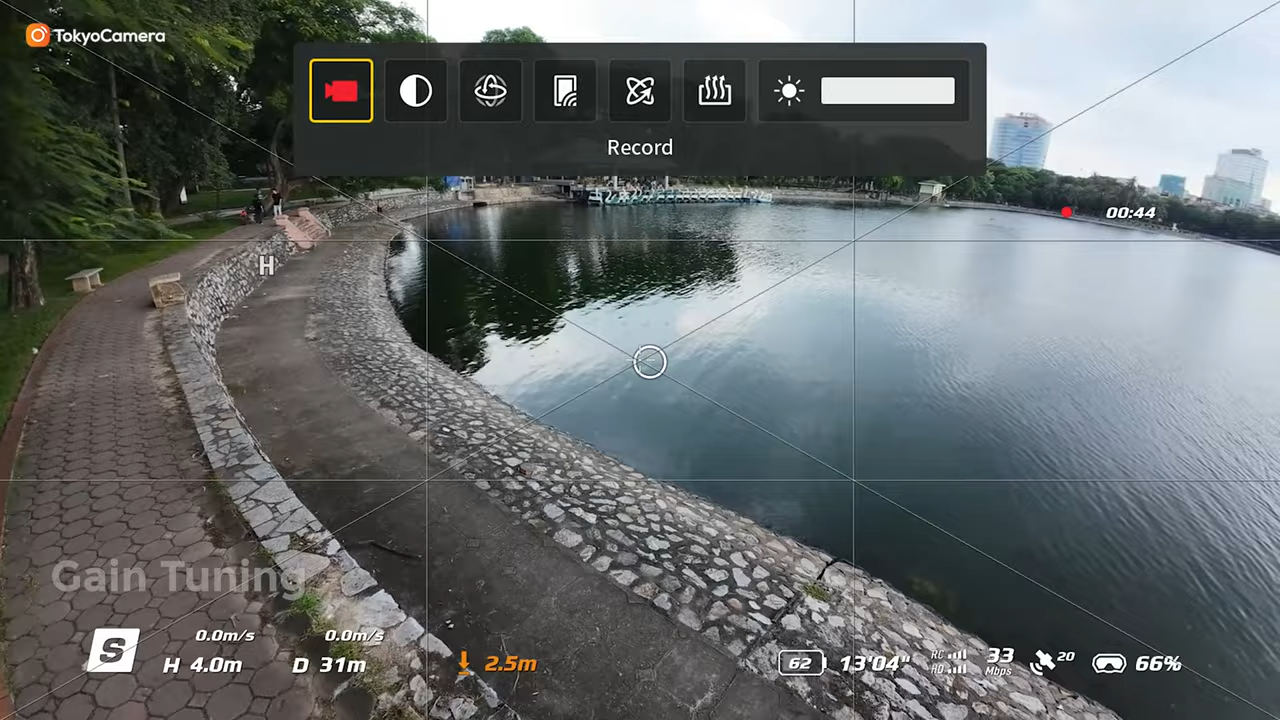 TokyoCamera
Record
00:44
H
Gain Tuning
S
0.0m/s
0.0m/s
H 4.0m
D 31m
2.5m
62
13'04"
RC
HD
33
Mbps
20
66%